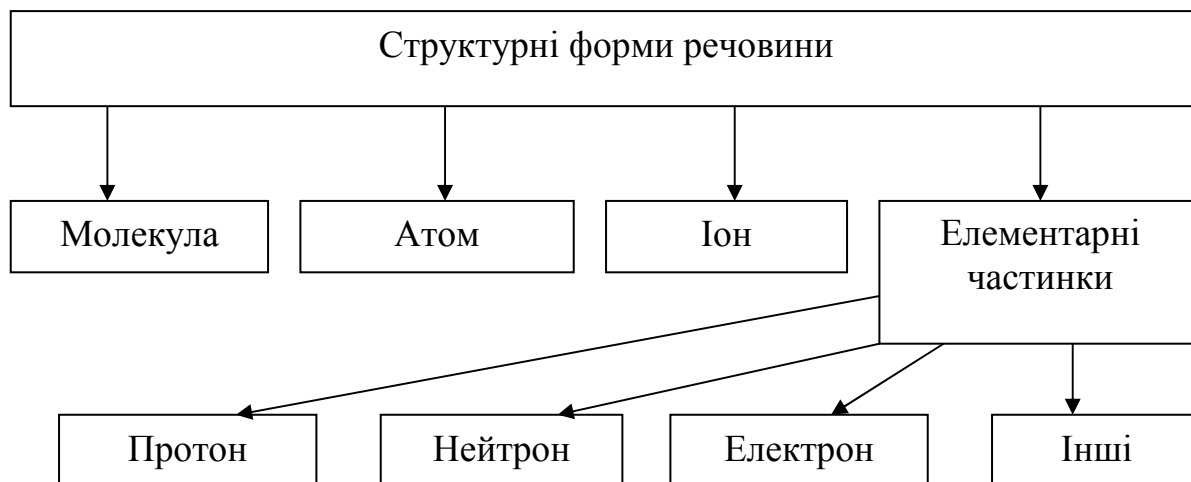 Структурні форми речовини
Молекула
Атом
Іон
Елементарні
частинки
Протон
Нейтрон
Електрон
Інші